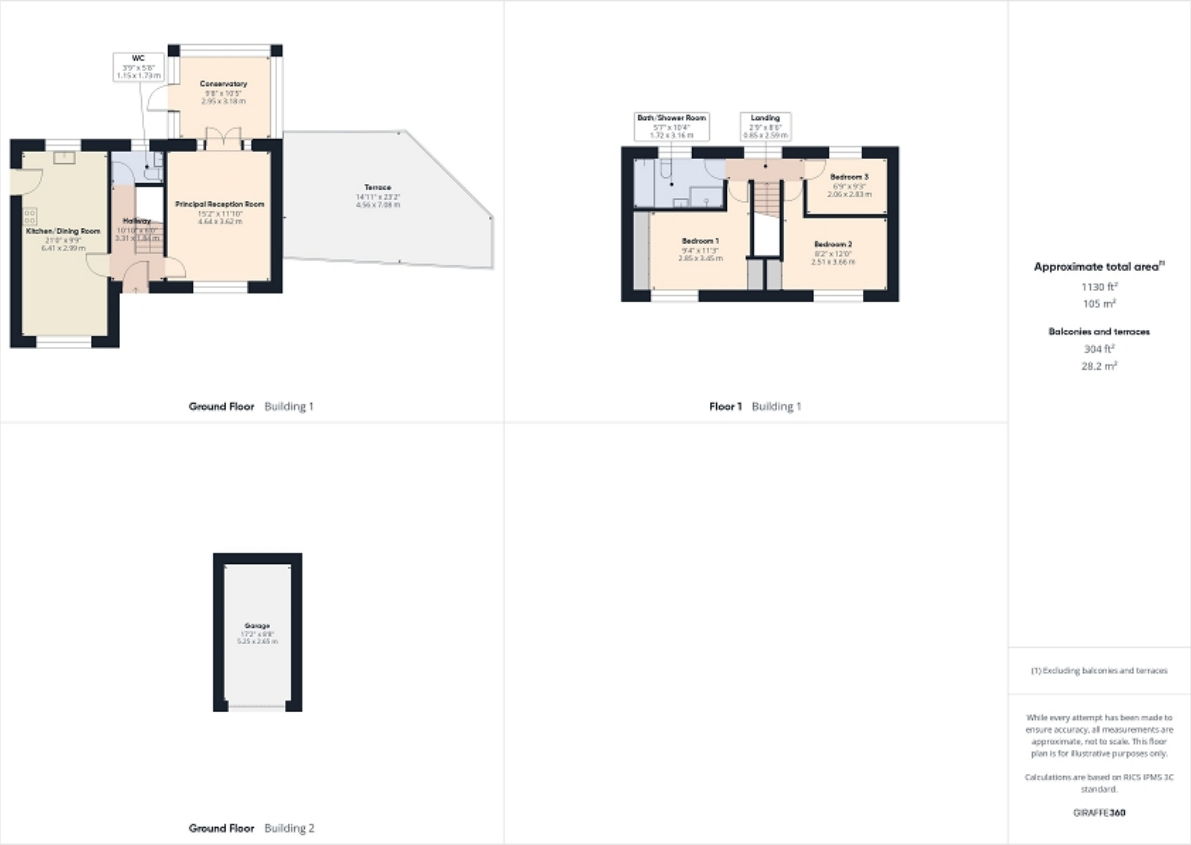 WC
3'9" x 5'8"
1.15 x 1.73 m
Conservatory
9'8" x 10'5"
2.95 x 3.18 m
Terrace
14'11" x 23'2"
4.56 x 7.08 m
Principal Reception Room
15'2" x 11'10"
4.64 x 3.62 m
Hallway
10'10" x 6'0"
3.31 x 1.84 m
Kitchen/Dining Room
21'0" x 9'9"
6.41 x 2.99 m
Ground Floor Building 1
Bath/Shower Room
5'7" x 10'4"
1.72 x 3.16 m
Landing
2'9" x 8'6"
0.85 x 2.59 m
Bedroom 3
6'9" x 9'3"
2.06 x 2.83 m
Bedroom 1
9'4" x 11'3"
2.85 x 3.45 m
Bedroom 2
8'2" x 12'0"
2.51 x 3.66 m
Floor 1 Building 1
Garage
17'2" x 8'8"
5.25 x 2.65 m
Ground Floor Building 2
Approximate total area(1)
1130 ft²
105 m²
Balconies and terraces
304 ft²
28.2 m²
(1) Excluding balconies and terraces
While every attempt has been made to
ensure accuracy, all measurements are
approximate, not to scale. This floor
plan is for illustrative purposes only.
Calculations are based on RICS IPMS 3C
standard.
GIRAFFE360